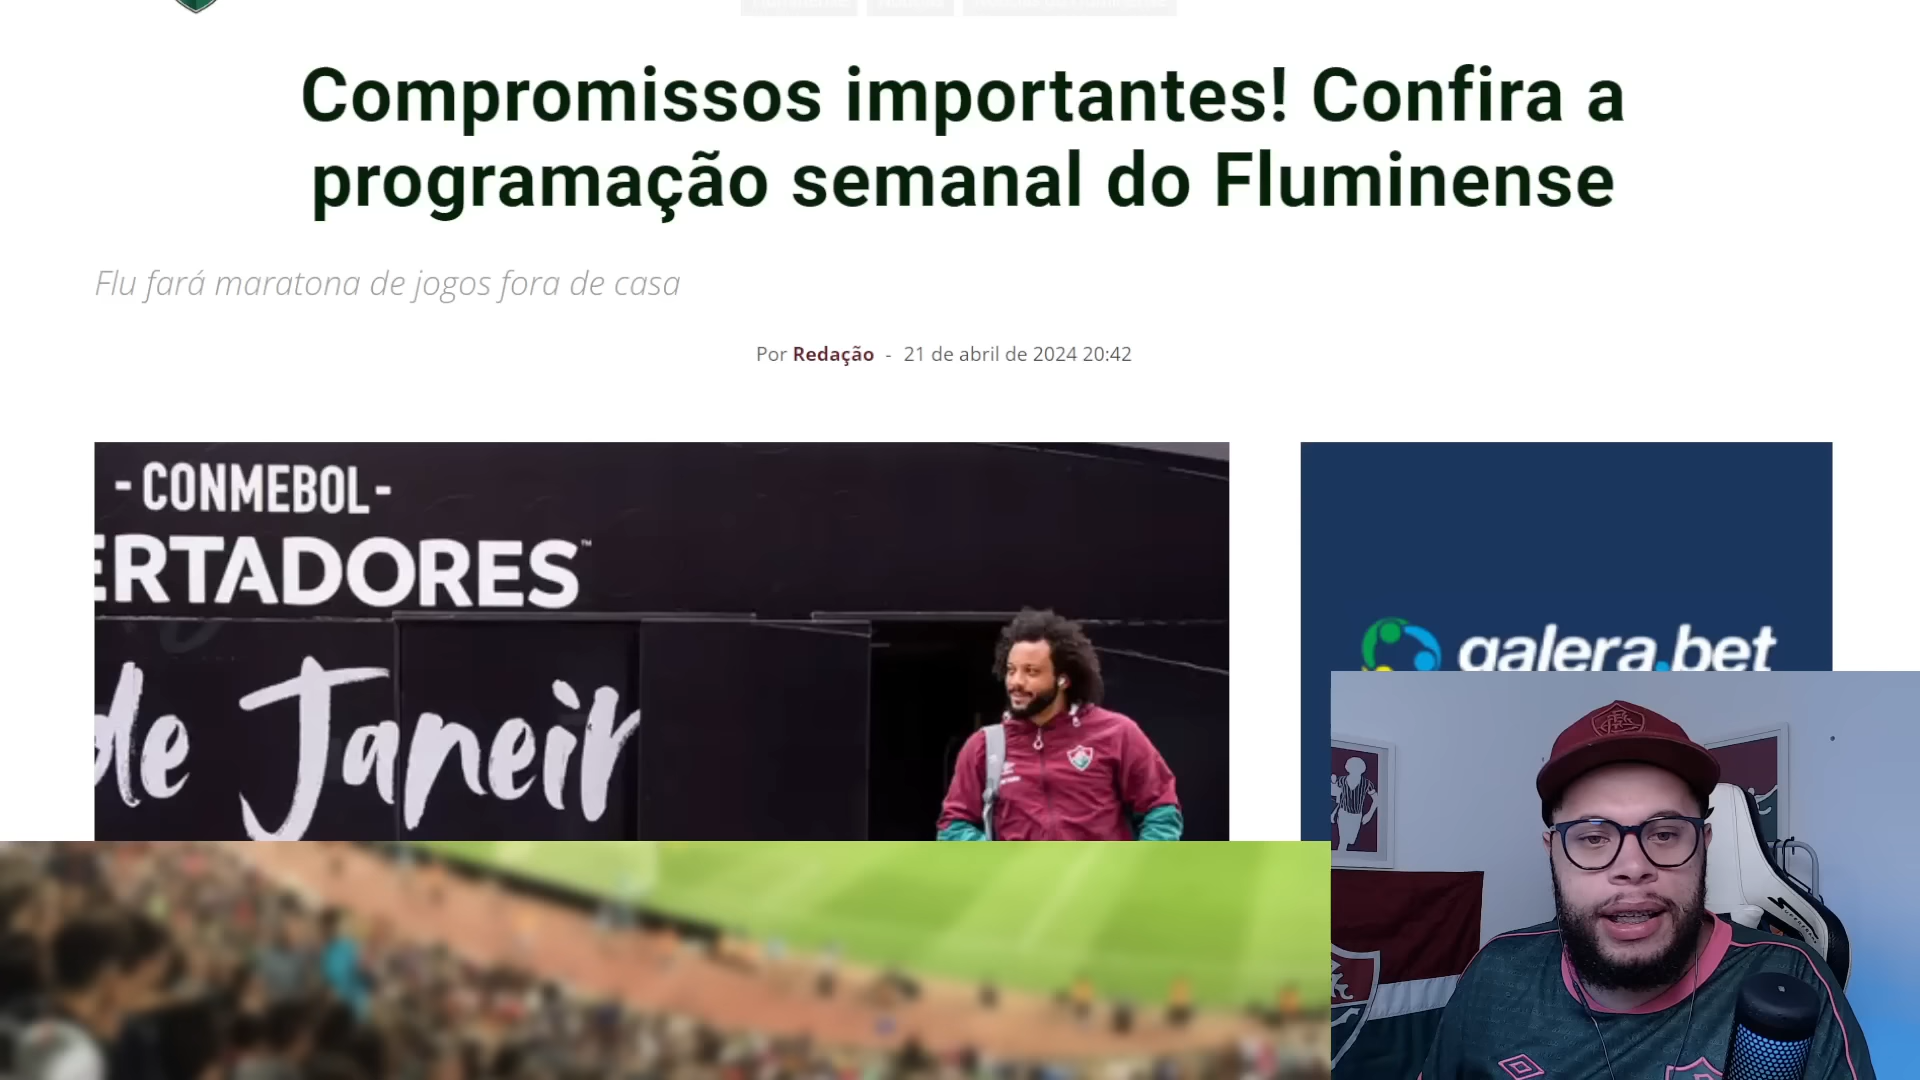 Compromissos importantes! Confira a
programação semanal do Fluminense
Flu fará maratona de jogos fora de casa
Por Redação - 21 de abril de 2024 20:42
- CONMEBOL -
ERTADORES™
de Janeir
galera.bet